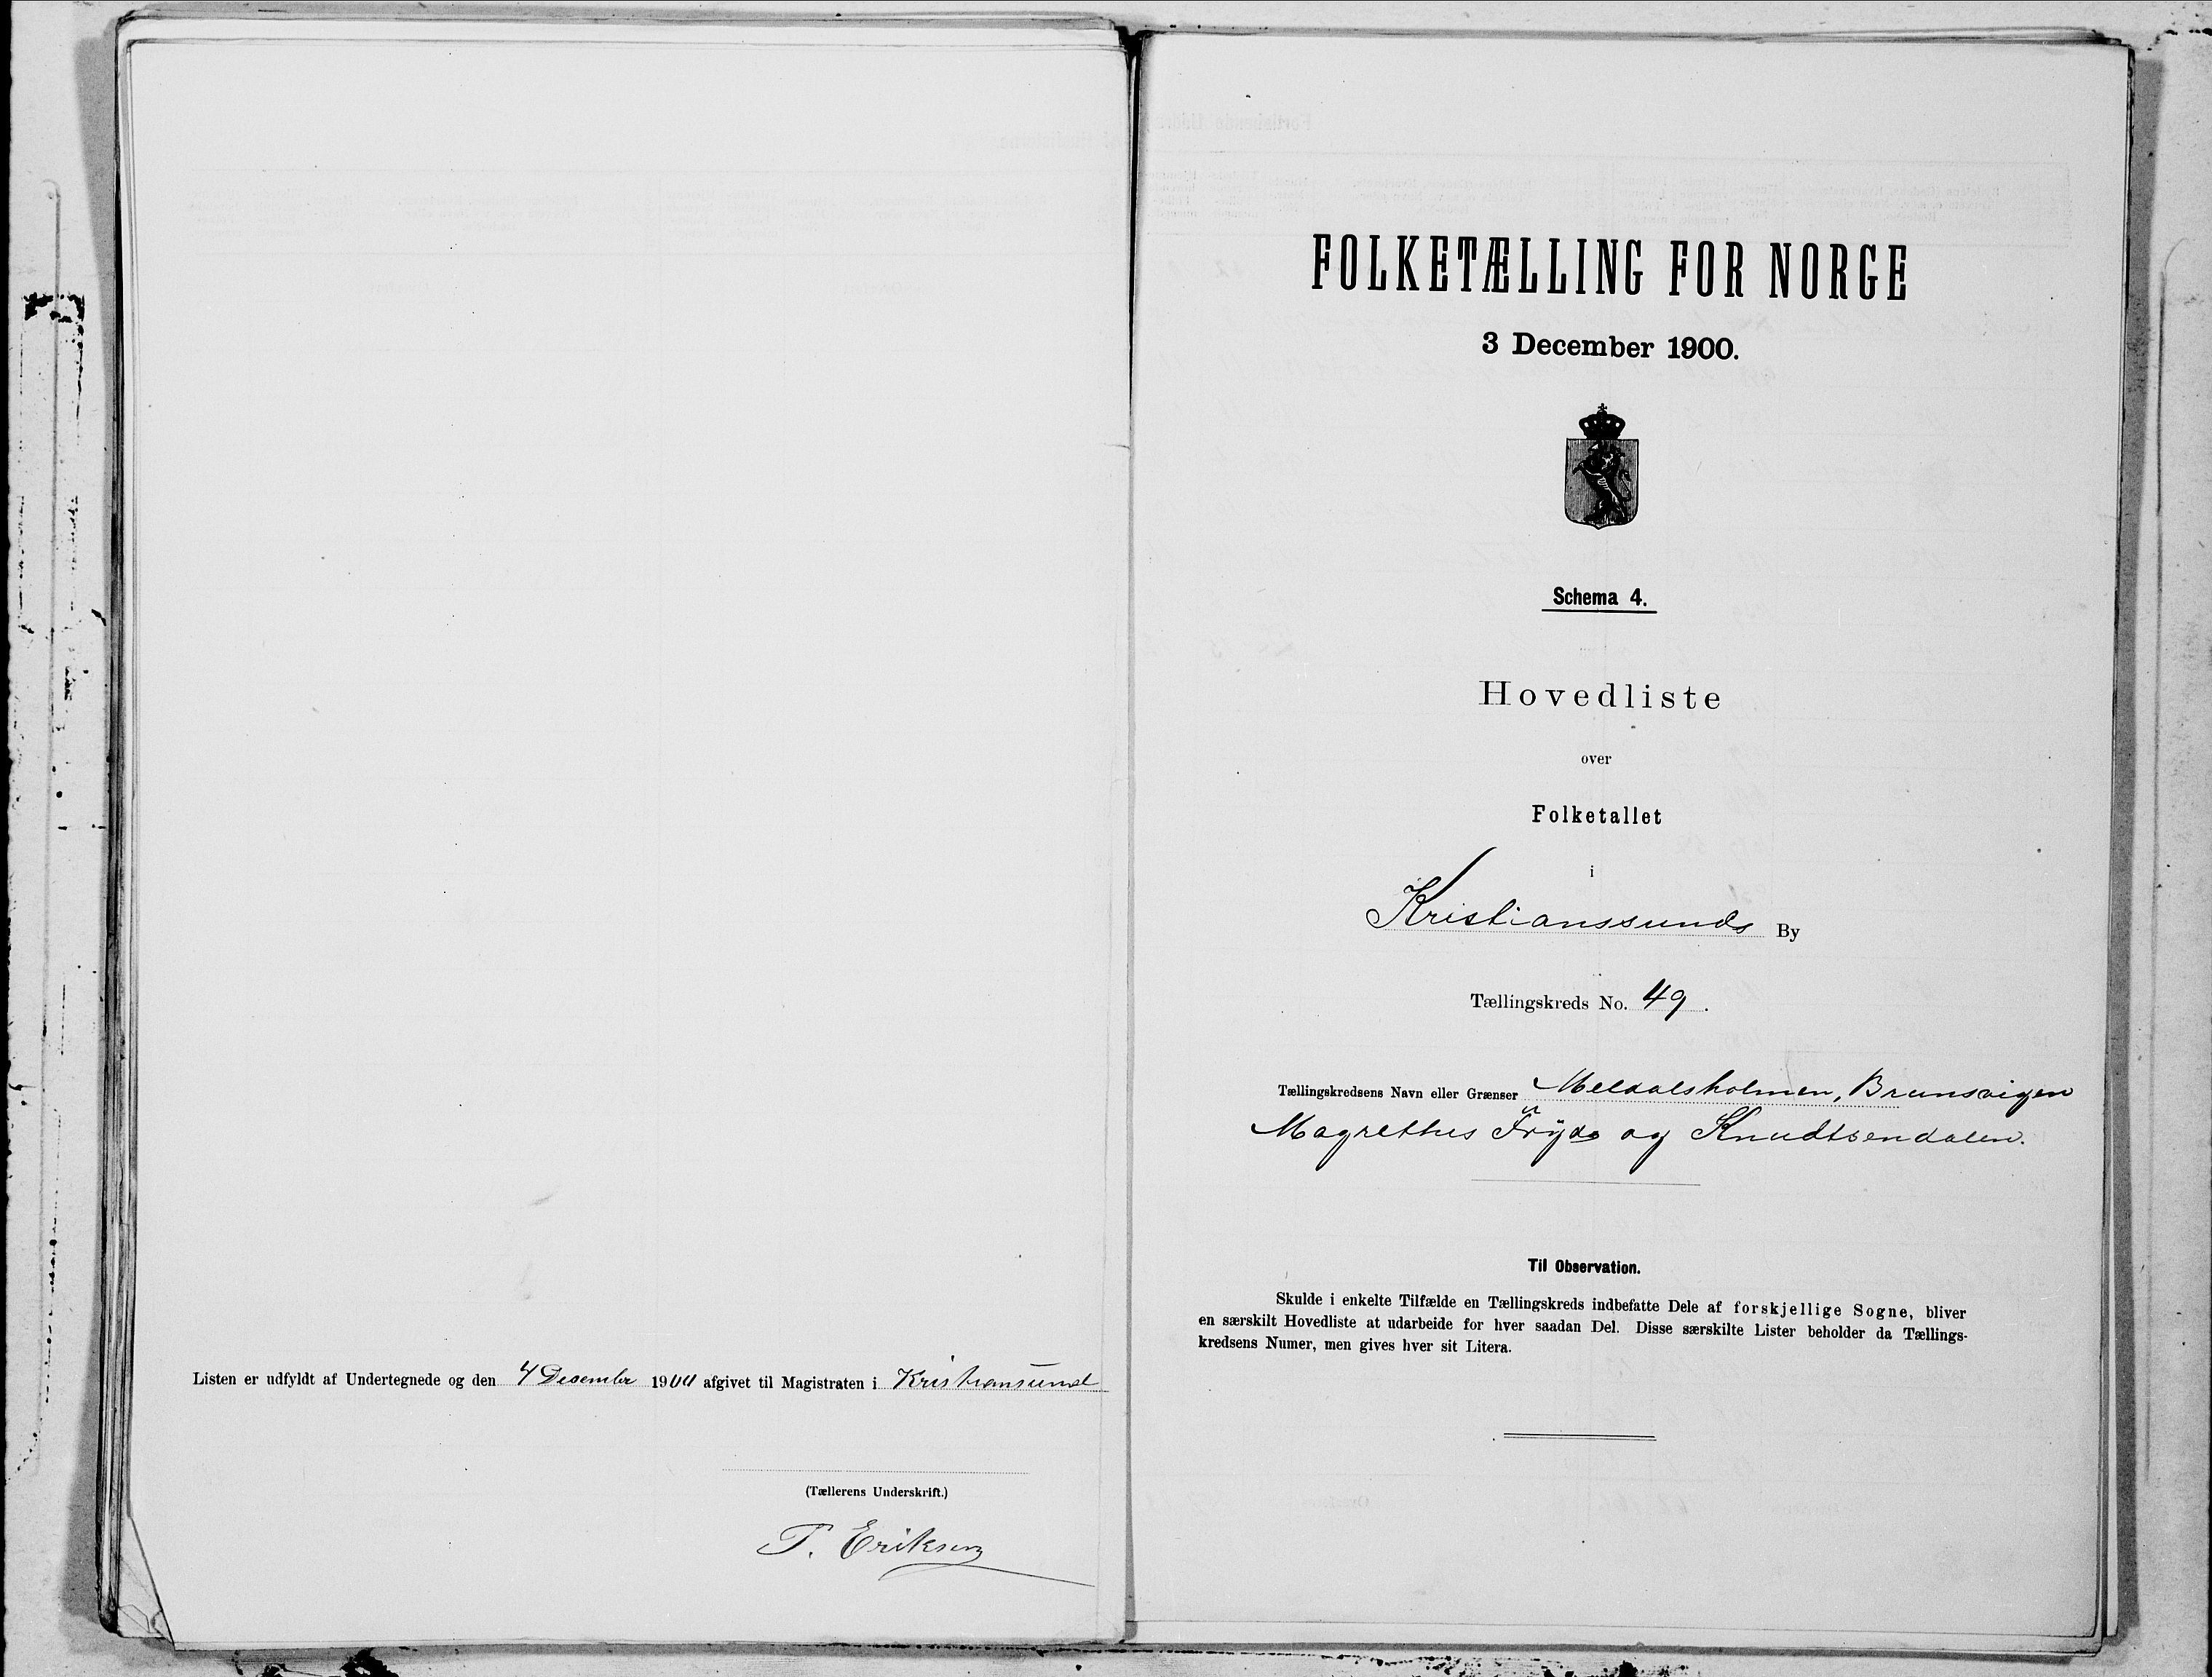 Listen er udfyldt af Undertegnede og den 4 December 1900 afgivet til Magistraten i Kristiansund
(Tællerens Underskrift.)
P. Eriksen
FOLKETÆLLING FOR NORGE
3 December 1900.
Schema 4.
Hovedliste
over
Folketallet
i
Kristianssunds By
Tællingskreds No. 49.
Tællingskredsens Navn eller Grænser Meldalsholmen, Brunsvigen
Magrethes Fryd og Knudtsendalen.
Til Observation.
Skulde i enkelte Tilfælde en Tællingskreds indbefatte Dele af forskjellige Sogne, bliver
en særskilt Hovedliste at udarbeide for hver saadan Del. Disse særskilte Lister beholder da Tællings-
kredsens Numer, men gives hver sit Litera.